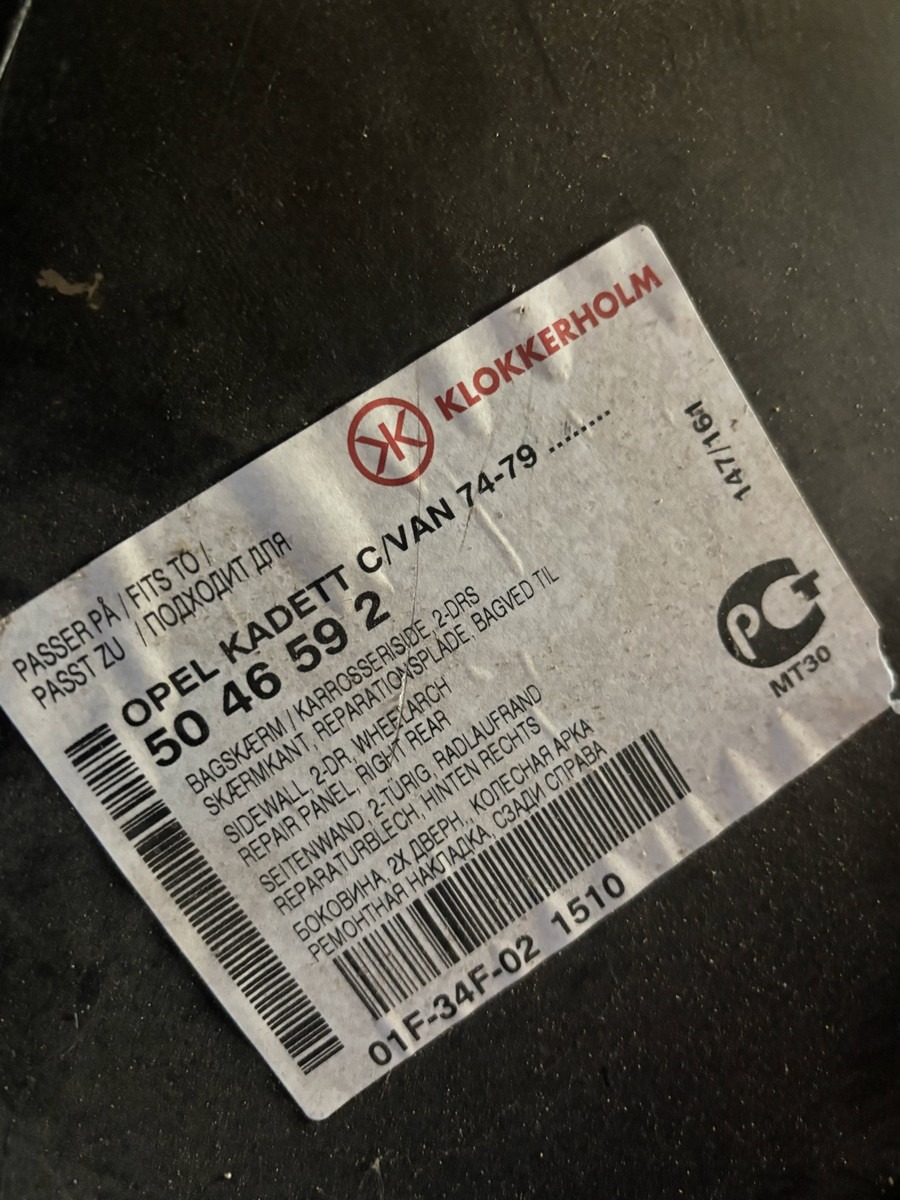 KLOKKERHOLM
PASSER PÅ / FITS TO /
PASST ZU / ПОДХОДИТ ДЛЯ
OPEL KADETT C/VAN 74-79 ........
50 46 59 2
147/161
BAGSKÆRM / KARROSSERISIDE, 2-DRS
SKÆRMKANT, REPARATIONSPLADE, BAGVED TIL
SIDEWALL, 2-DR, WHEELARCH
REPAIR PANEL, RIGHT REAR
SEITENWAND, 2-TÜRIG, RADLAUFRAND
REPARATURBLECH, HINTEN RECHTS
БОКОВИНА, 2Х ДВЕРН., КОЛЕСНАЯ АРКА
РЕМОНТНАЯ НАКЛАДКА, СЗАДИ СПРАВА
РСТ
MT30
01F-34F-02 1510